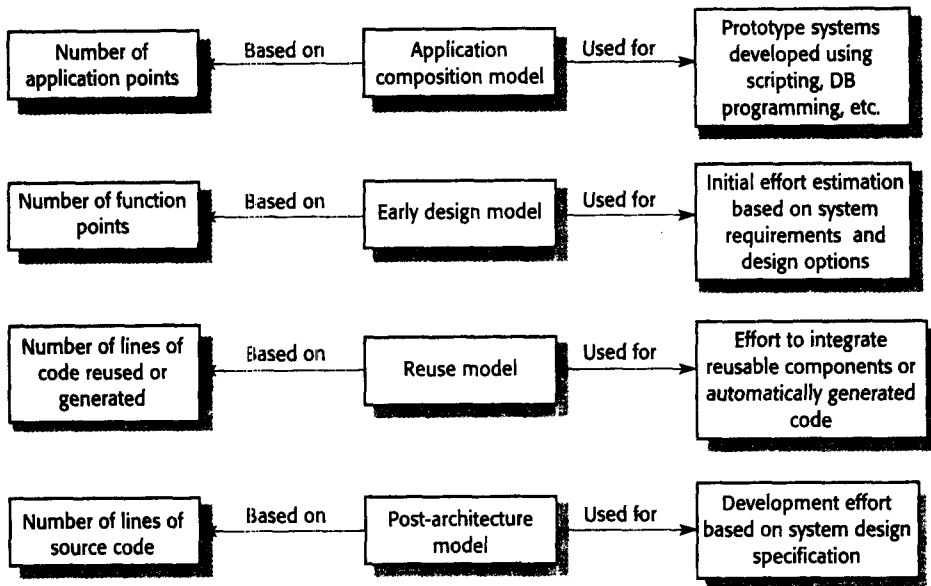 Number of
application points
Based on
Application
composition model
Used for
Prototype systems
developed using
scripting, DB
programming, etc.
Number of function
points
Based on
Early design model
Used for
Initial effort estimation
based on system
requirements and
design options
Number of lines of
code reused or
generated
Based on
Reuse model
Used for
Effort to integrate
reusable components or
automatically generated
code
Number of lines of
source code
Based on
Post-architecture
model
Used for
Development effort
based on system design
specification